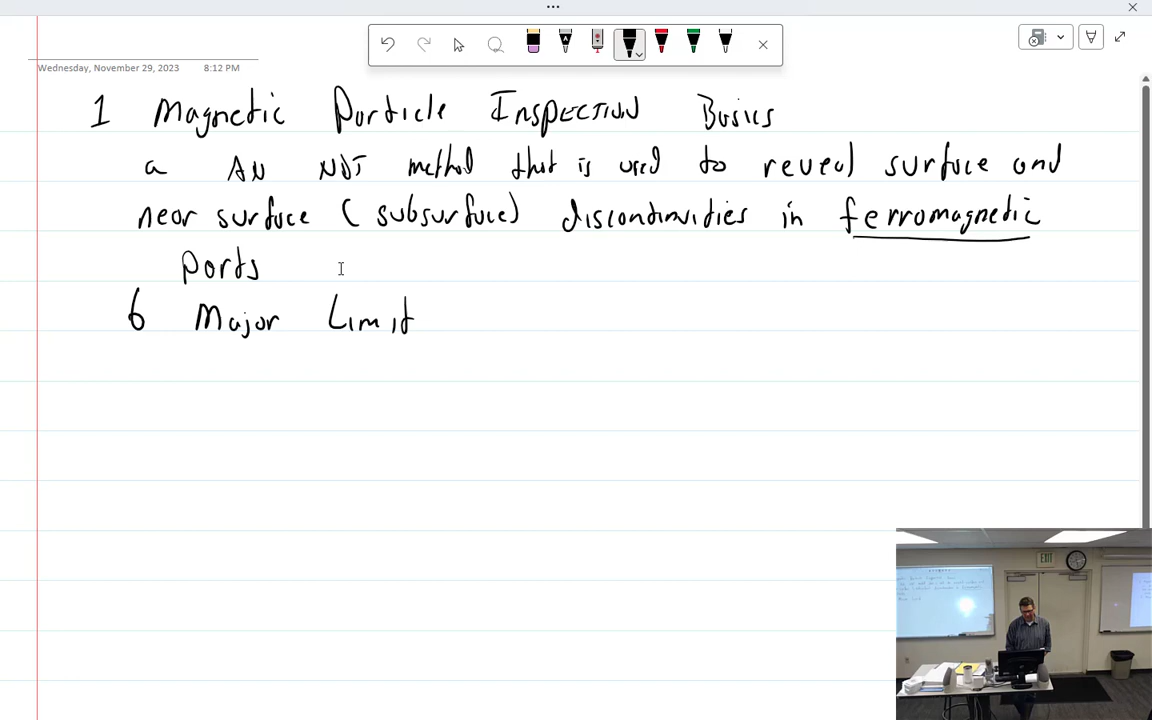 Wednesday, November 29, 2023 8:12 PM
1 Magnetic Particle Inspection Basics
a AN NDT method that is used to reveal surface and
near surface (subsurface) discontinuities in ferromagnetic
parts
b Major Limit
EXIT